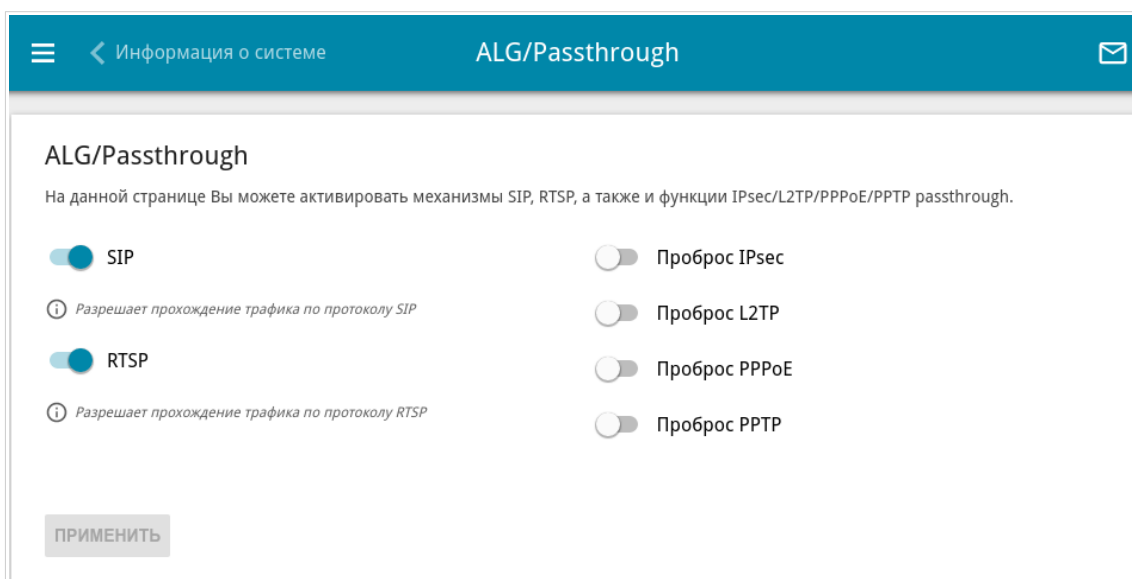 Информация о системе
ALG/Passthrough
ALG/Passthrough
На данной странице Вы можете активировать механизмы SIP, RTSP, а также и функции IPsec/L2TP/PPPoE/PPTP passthrough.
SIP
Разрешает прохождение трафика по протоколу SIP
RTSP
Разрешает прохождение трафика по протоколу RTSP
Проброс IPsec
Проброс L2TP
Проброс PPPoE
Проброс PPTP
ПРИМЕНИТЬ